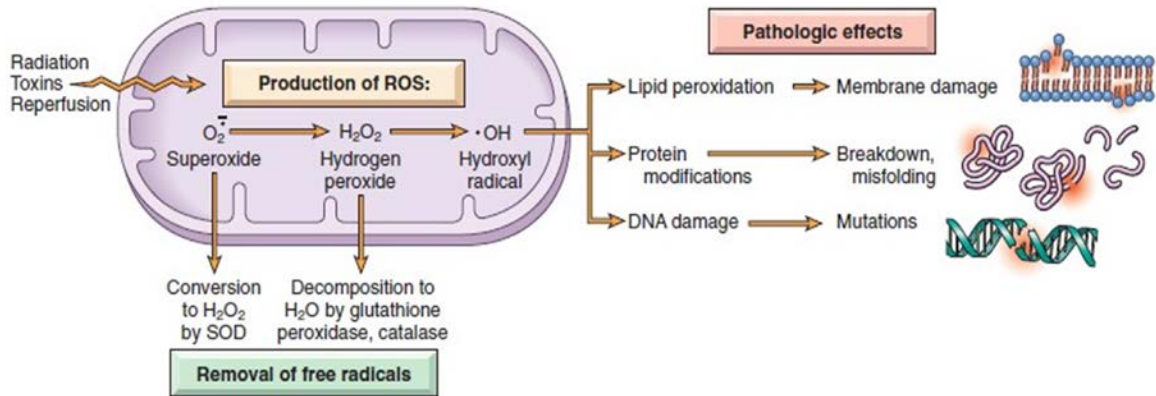 Pathologic effects
Radiation
Toxins
Reperfusion
Production of ROS:
O₂⨪ H₂O₂ •OH
Superoxide Hydrogen peroxide Hydroxyl radical
Lipid peroxidation Membrane damage
Protein modifications Breakdown, misfolding
DNA damage Mutations
Conversion
to H₂O₂
by SOD
Decomposition to
H₂O by glutathione
peroxidase, catalase
Removal of free radicals